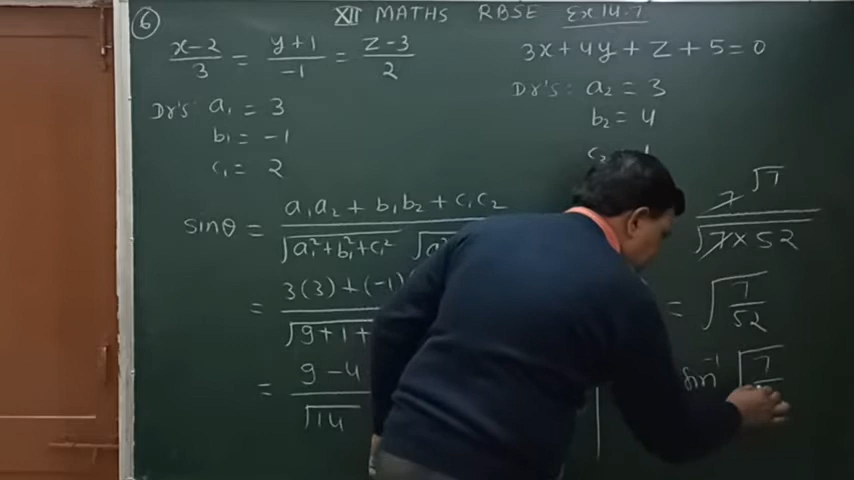 6 XII MATHS RBSE Ex 14.7
x-2/3 = y+1/-1 = z-3/2
3x+4y+z+5=0
Dr's: a₁ = 3
b₁ = -1
c₁ = 2
Dr's: a₂ = 3
b₂ = 4
c₂
sinθ = a₁a₂ + b₁b₂ + c₁c₂ / √a₁²+b₁²+c₁² √a²
= 3(3)+(-1) / √9+1+
= 9-4 / √14
7 √7 / √7×52
= √7/52
sin⁻¹ √7